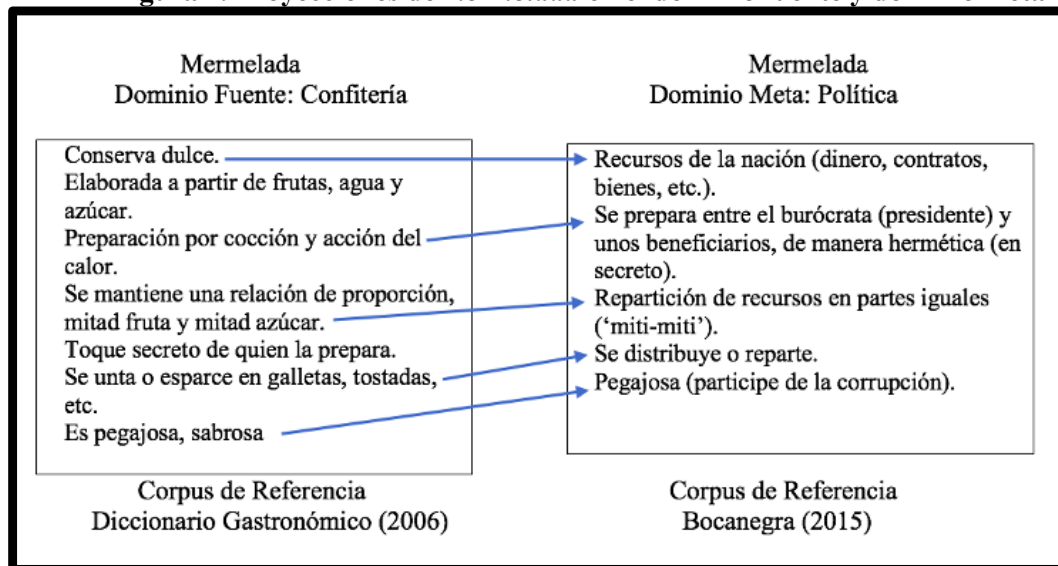 Mermelada
Dominio Fuente: Confitería
Conserva dulce.
Elaborada a partir de frutas, agua y
azúcar.
Preparación por cocción y acción del
calor.
Se mantiene una relación de proporción,
mitad fruta y mitad azúcar.
Toque secreto de quien la prepara.
Se unta o esparce en galletas, tostadas,
etc.
Es pegajosa, sabrosa
Corpus de Referencia
Diccionario Gastronómico (2006)
Mermelada
Dominio Meta: Política
Recursos de la nación (dinero, contratos,
bienes, etc.).
Se prepara entre el burócrata (presidente) y
unos beneficiarios, de manera hermética (en
secreto).
Repartición de recursos en partes iguales
(‘miti-miti’).
Se distribuye o reparte.
Pegajosa (participe de la corrupción).
Corpus de Referencia
Bocanegra (2015)